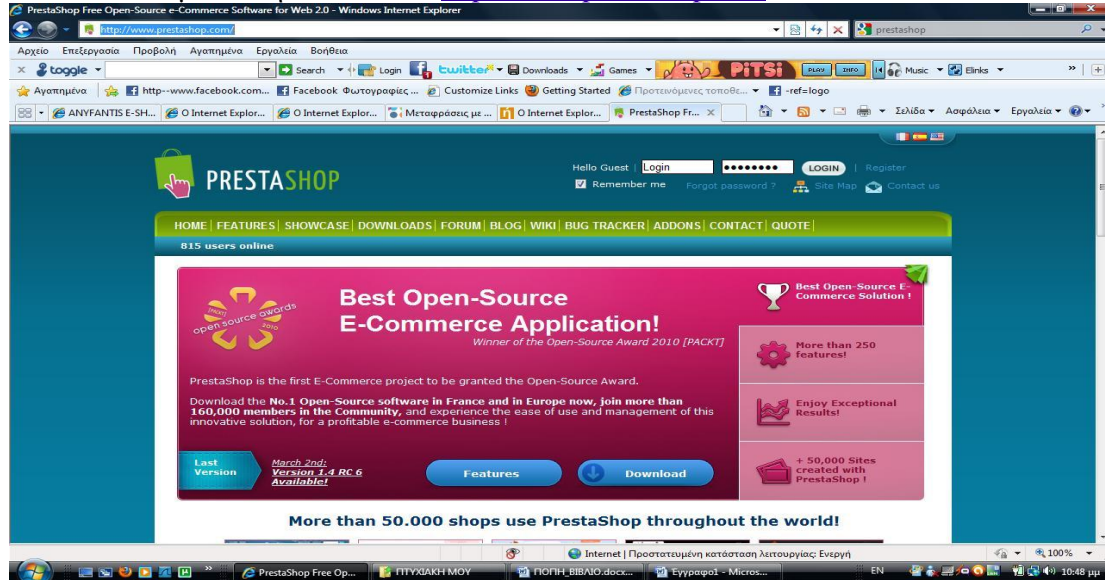 PrestaShop Free Open-Source e-Commerce Software for Web 2.0 - Windows Internet Explorer
http://www.prestashop.com/
prestashop
Αρχείο Επεξεργασία Προβολή Αγαπημένα Εργαλεία Βοήθεια
toggle Search Login twitter Downloads Games PiTSi PLAY INFO Music Elinks
Αγαπημένα http--www.facebook.com... Facebook Φωτογραφίες ... Customize Links Getting Started Προτεινόμενες τοποθε... -ref=logo
ANYFANTIS E-SH... Ο Internet Explor... Ο Internet Explor... Μεταφράσεις με ... Ο Internet Explor... PrestaShop Fr... Σελίδα Ασφάλεια Εργαλεία
PRESTASHOP
Hello Guest | Login •••••••• LOGIN | Register
Remember me Forgot password ? Site Map Contact us
HOME | FEATURES | SHOWCASE | DOWNLOADS | FORUM | BLOG | WIKI | BUG TRACKER | ADDONS | CONTACT | QUOTE |
815 users online
PACKT
open source awards
2010
Best Open-Source
E-Commerce Application!
Winner of the Open-Source Award 2010 [PACKT]
PrestaShop is the first E-Commerce project to be granted the Open-Source Award.
Download the No.1 Open-Source software in France and in Europe now, join more than
160,000 members in the Community, and experience the ease of use and management of this
innovative solution, for a profitable e-commerce business !
Last
Version
March 2nd:
Version 1.4 RC 6
Available!
Features
Download
Best Open-Source E-
Commerce Solution !
More than 250
features!
Enjoy Exceptional
Results!
+ 50,000 Sites
created with
PrestaShop !
More than 50.000 shops use PrestaShop throughout the world!
Internet | Προστατευμένη κατάσταση λειτουργίας: Ενεργή 100%
PrestaShop Free Op... ΠΤΥΧΙΑΚΗ ΜΟΥ ΠΟΠΗ_ΒΙΒΛΙΟ.docx... Έγγραφο1 - Micros... EN 10:48 μμ